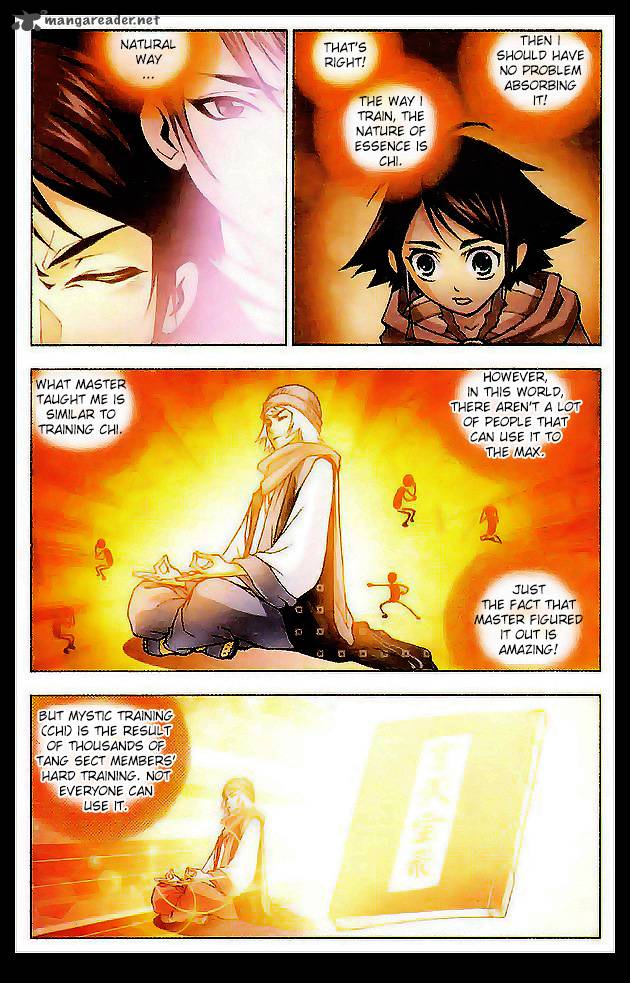 mangareader.net
NATURAL
WAY
...
THAT'S
RIGHT!
THEN I
SHOULD HAVE
NO PROBLEM
ABSORBING
IT!
THE WAY I
TRAIN, THE
NATURE OF
ESSENCE IS
CHI.
WHAT MASTER
TAUGHT ME IS
SIMILAR TO
TRAINING CHI.
HOWEVER,
IN THIS WORLD,
THERE AREN'T A LOT
OF PEOPLE THAT
CAN USE IT TO
THE MAX.
JUST
THE FACT THAT
MASTER FIGURED
IT OUT IS
AMAZING!
BUT MYSTIC TRAINING
(CHI) IS THE RESULT
OF THOUSANDS OF
TANG SECT MEMBERS'
HARD TRAINING. NOT
EVERYONE CAN
USE IT.